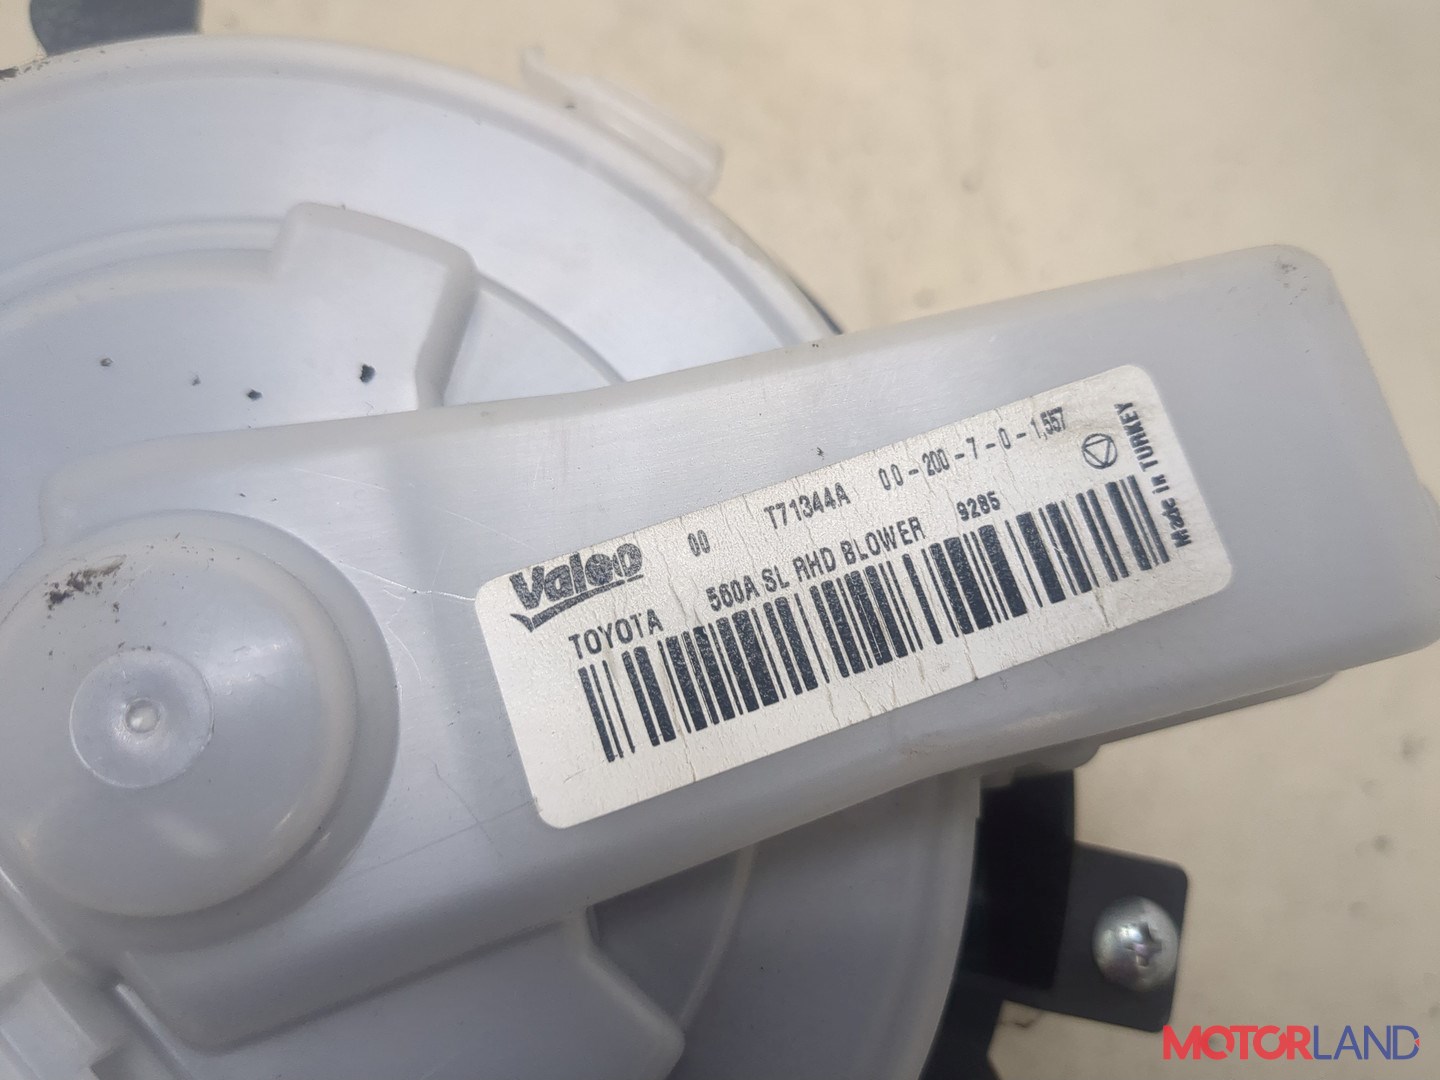 Valeo 00 T71344A 00-200-7-0-1,557
TOYOTA 560A SL RHD BLOWER 9285
Made in TURKEY
MOTORLAND